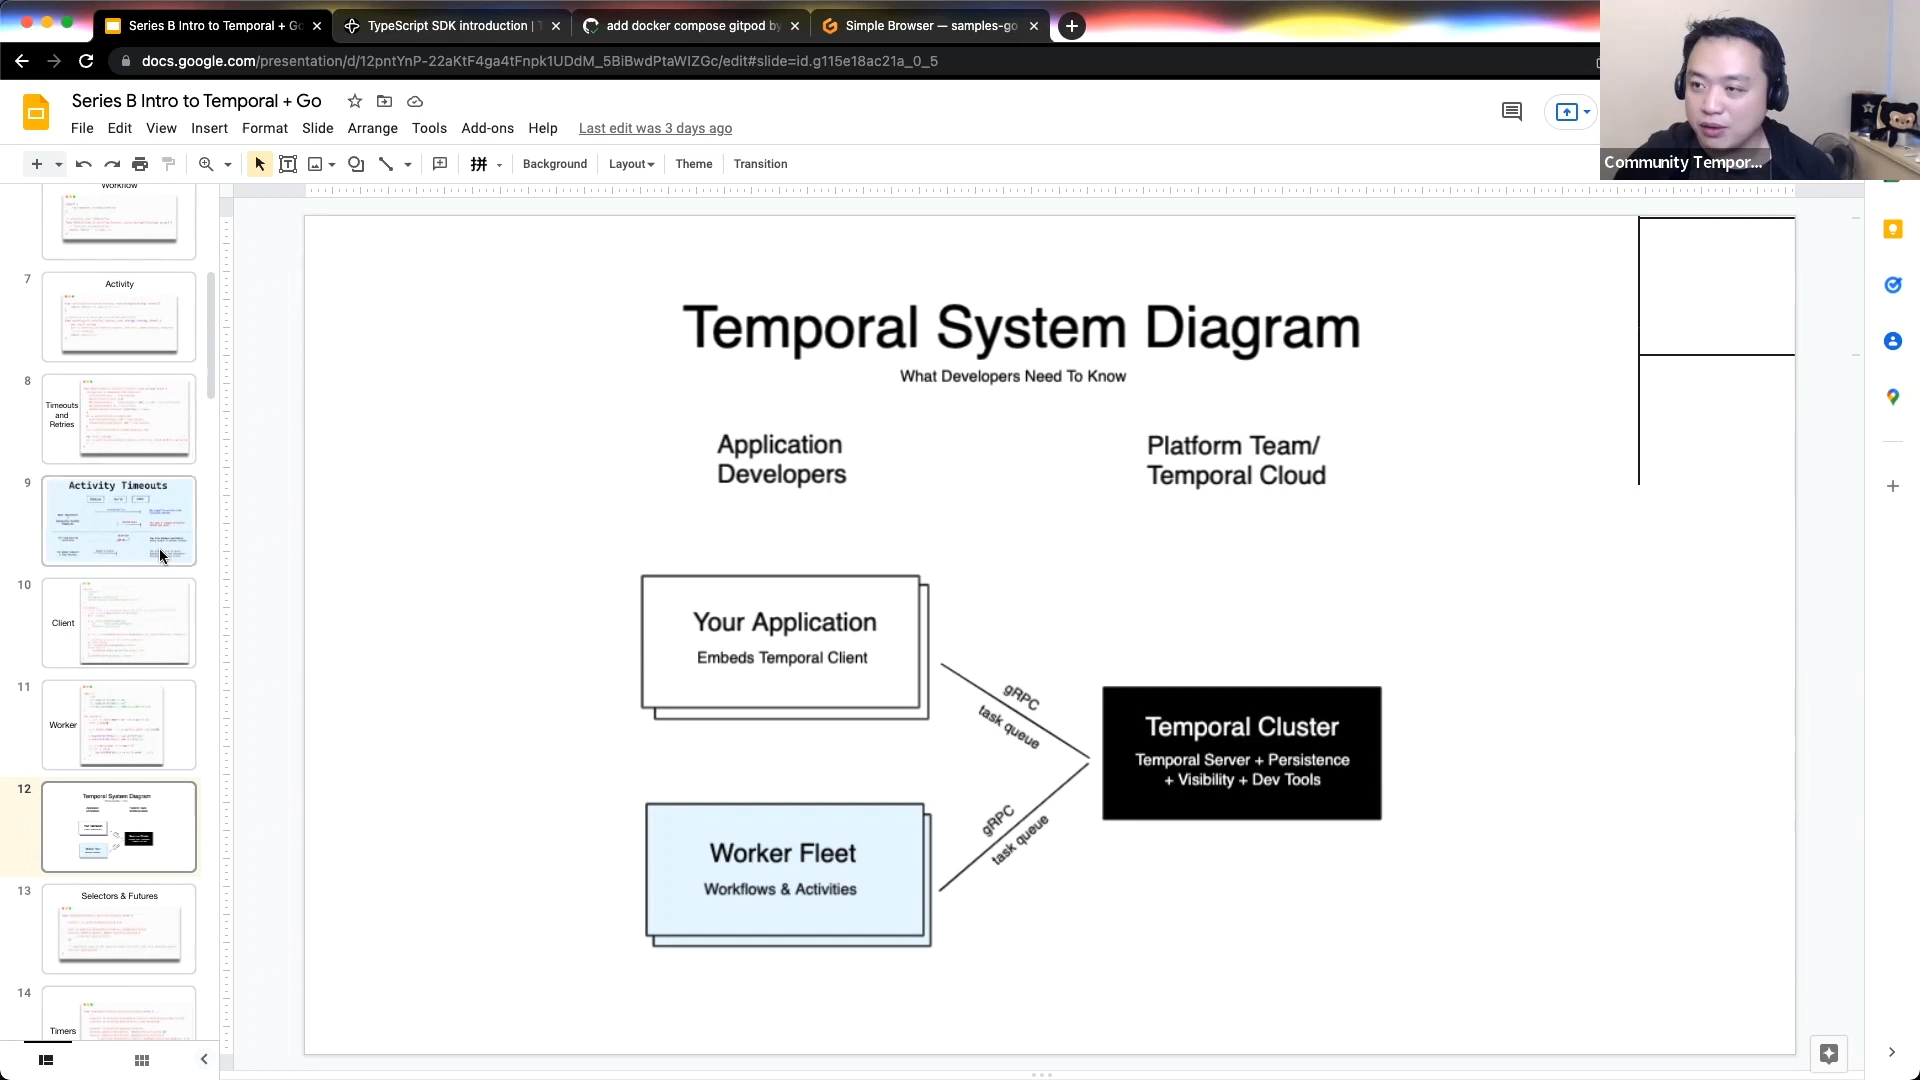 Series B Intro to Temporal + Go
TypeScript SDK introduction | T
add docker compose gitpod by
Simple Browser — samples-go
docs.google.com/presentation/d/12pntYnP-22aKtF4ga4tFnpk1UDdM_5BiBwdPtaWIZGc/edit#slide=id.g115e18ac21a_0_5
Series B Intro to Temporal + Go
File Edit View Insert Format Slide Arrange Tools Add-ons Help Last edit was 3 days ago
Background Layout Theme Transition
Community Tempor...
Workflow
7
Activity
8
Timeouts
and
Retries
9
Activity Timeouts
10
Client
11
Worker
12
Temporal System Diagram
13
Selectors & Futures
14
Timers
Temporal System Diagram
What Developers Need To Know
Application
Developers
Platform Team/
Temporal Cloud
Your Application
Embeds Temporal Client
gRPC
task queue
Temporal Cluster
Temporal Server + Persistence
+ Visibility + Dev Tools
gRPC
task queue
Worker Fleet
Workflows & Activities